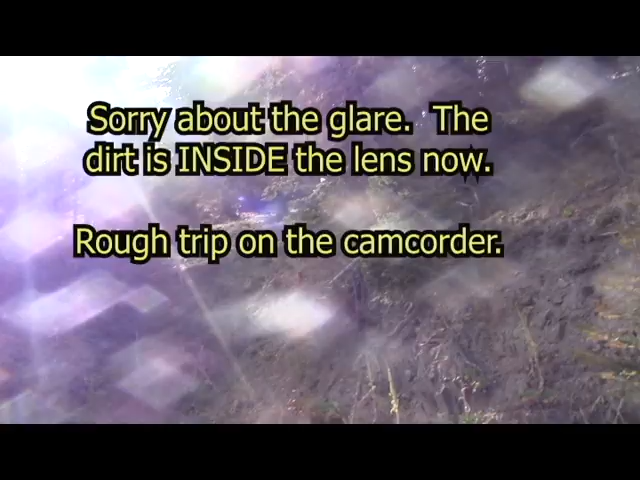 Sorry about the glare.  The
dirt is INSIDE the lens now.
Rough trip on the camcorder.